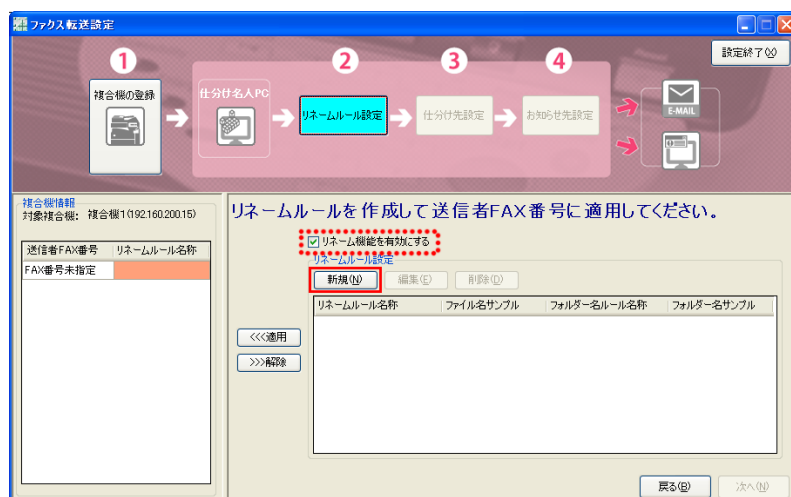 ファクス転送設定
設定終了(X)
1
2
3
4
複合機の登録
仕分け名人PC
リネームルール設定
仕分け先設定
お知らせ先設定
E-MAIL
複合機情報
対象複合機: 複合機1(192.160.200.15)
送信者FAX番号 リネームルール名称
FAX番号未指定
リネームルールを作成して送信者FAX番号に適用してください。
リネーム機能を有効にする
リネームルール設定
新規(N) 編集(E) 削除(D)
リネームルール名称 ファイル名サンプル フォルダー名ルール名称 フォルダー名サンプル
<<<適用
>>>解除
戻る(B) 次へ(N)